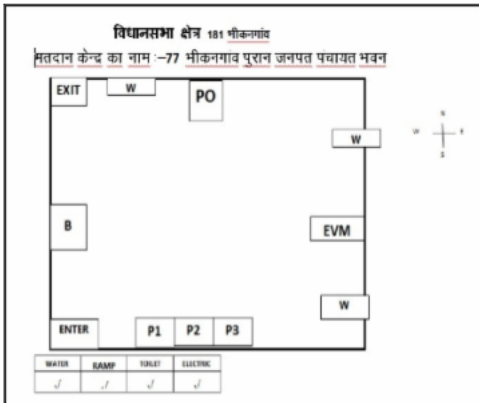 विधानसभा क्षेत्र 181 भीकनगांव
मतदान केन्द्र का नाम :-77 भीकनगांव पुरान जनपत पंचायत भवन
EXIT
W
PO
W
N
W E
S
B
EVM
W
ENTER
P1 P2 P3
WATER RAMP TOILET ELECTRIC
✓ ✓ ✓ ✓